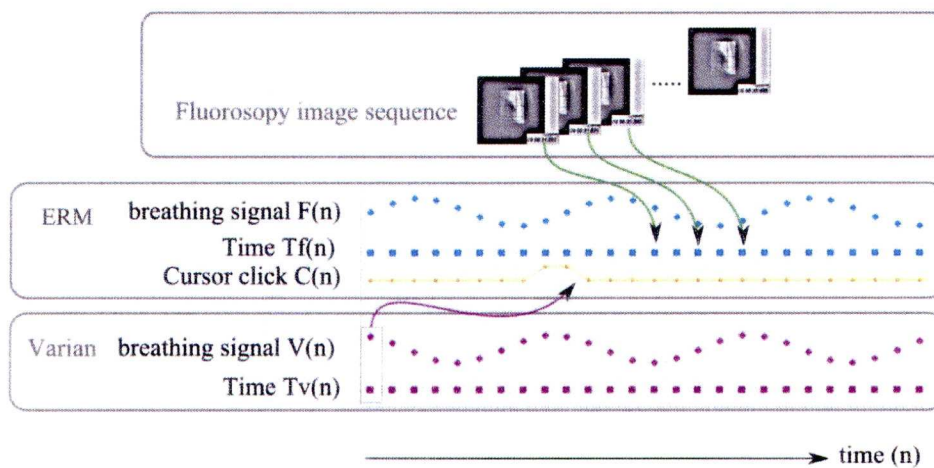 Fluorosopy image sequence
.....
ERM
breathing signal F(n)
Time Tf(n)
Cursor click C(n)
Varian
breathing signal V(n)
Time Tv(n)
time (n)